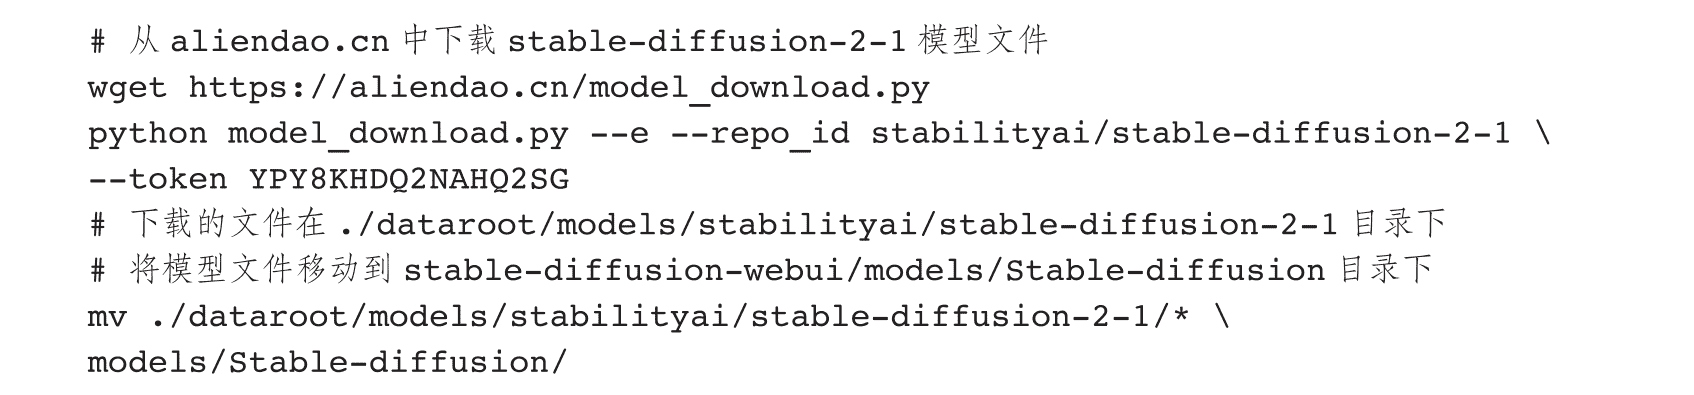 # 从 aliendao.cn 中下载 stable-diffusion-2-1 模型文件
wget https://aliendao.cn/model_download.py
python model_download.py --e --repo_id stabilityai/stable-diffusion-2-1 \
--token YPY8KHDQ2NAHQ2SG
# 下载的文件在 ./dataroot/models/stabilityai/stable-diffusion-2-1 目录下
# 将模型文件移动到 stable-diffusion-webui/models/Stable-diffusion 目录下
mv ./dataroot/models/stabilityai/stable-diffusion-2-1/* \
models/Stable-diffusion/